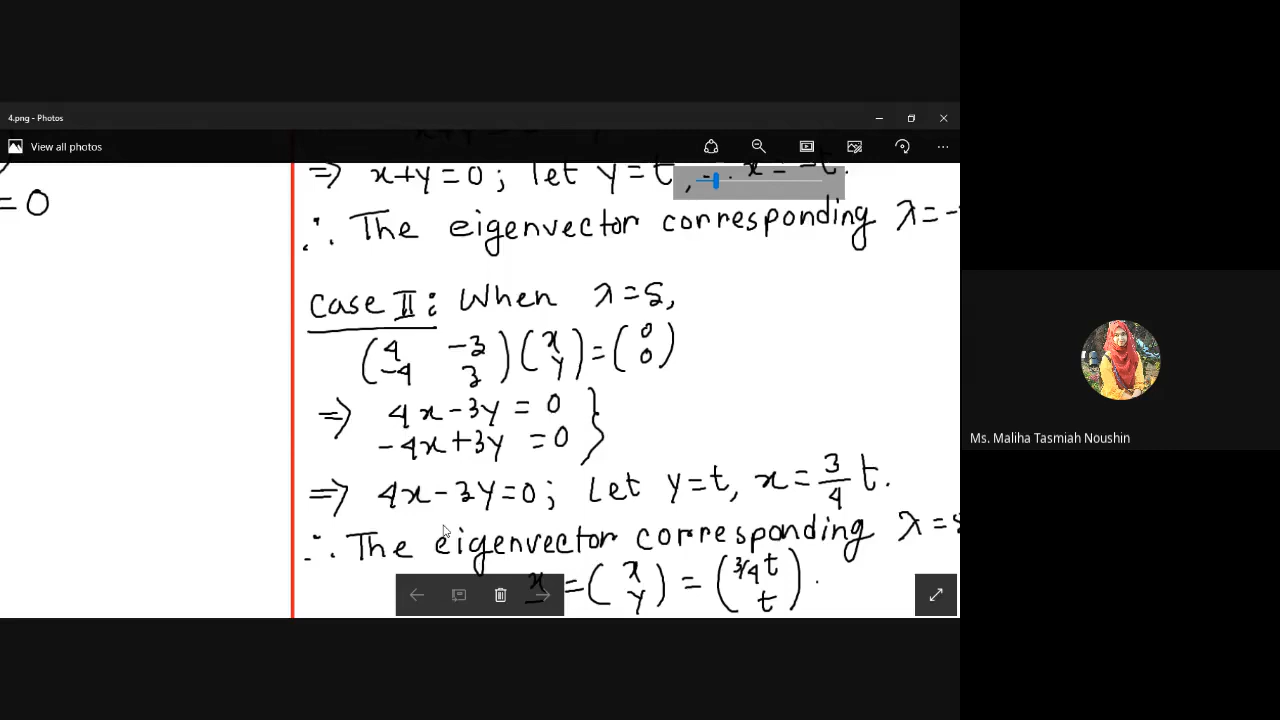 4.png - Photos
View all photos
= 0
⇒ x+y=0; let y=t, ∴ x = -t.
∴ The eigenvector corresponding λ=-
Case II: When λ=5,
(4 -3) (x) = (0)
(-4 3) (y) (0)
⇒ 4x-3y = 0 }
-4x+3y = 0
⇒ 4x-3y=0; Let y=t, x=3/4 t.
∴ The eigenvector corresponding λ=
x = (x) = (3/4 t) .
(y) (t)
Ms. Maliha Tasmiah Noushin